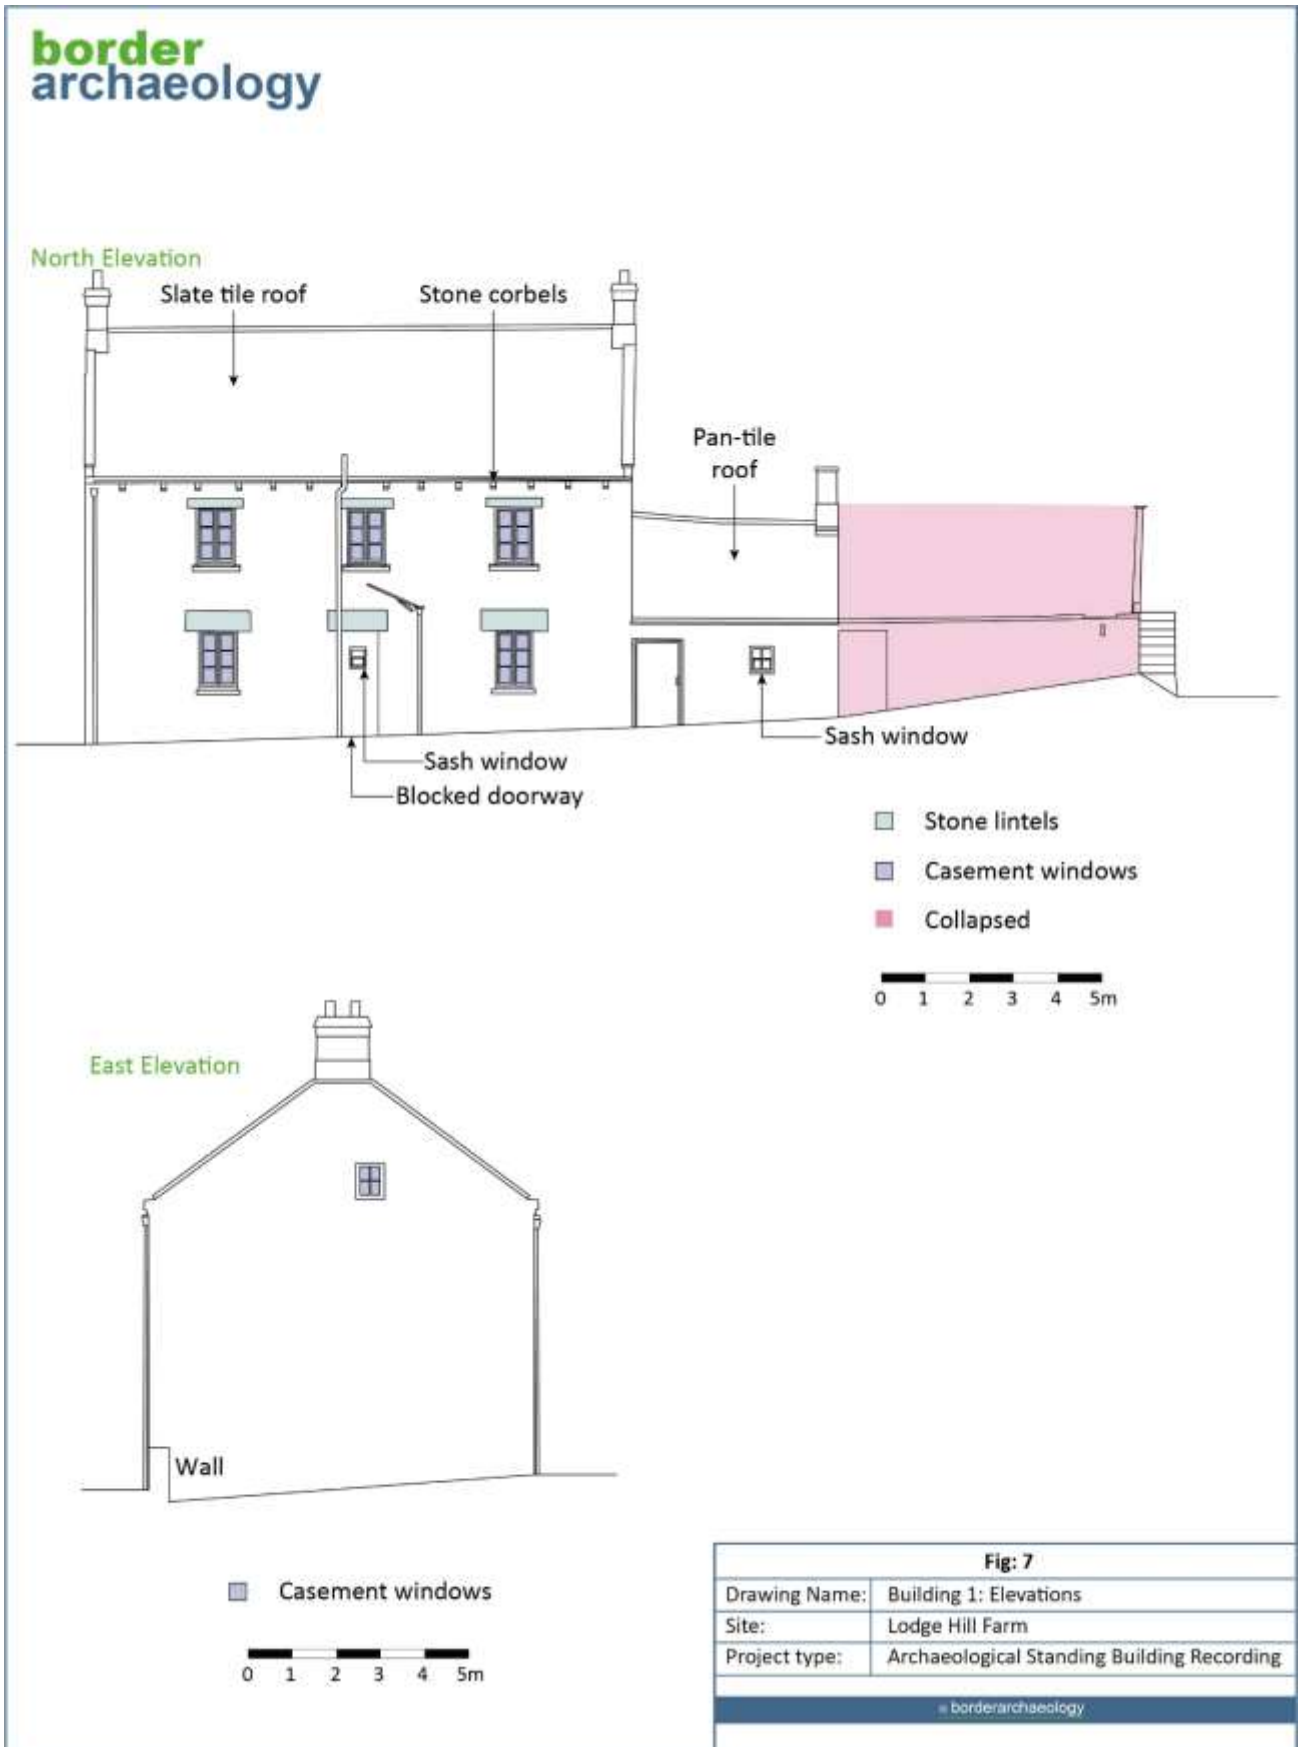 border
archaeology
North Elevation
Slate tile roof
Stone corbels
Pan-tile
roof
Sash window
Sash window
Blocked doorway
Stone lintels
Casement windows
Collapsed
0 1 2 3 4 5m
East Elevation
Wall
Casement windows
0 1 2 3 4 5m
Fig: 7
Drawing Name: Building 1: Elevations
Site: Lodge Hill Farm
Project type: Archaeological Standing Building Recording
borderarchaeology